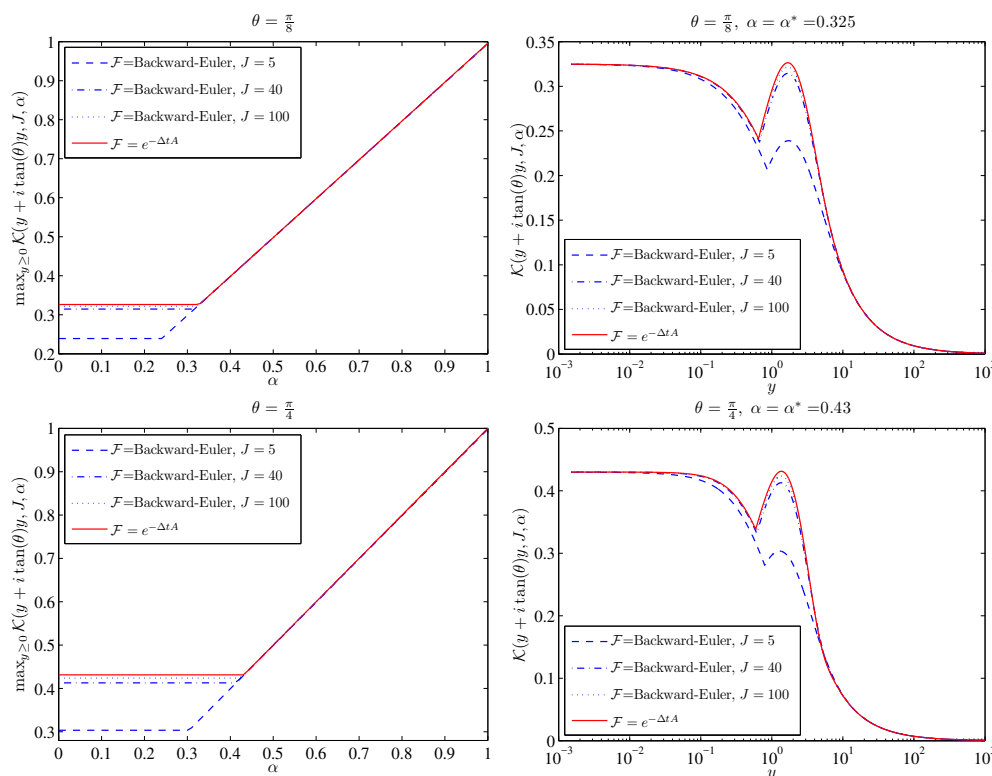 θ = π/8
1
0.9
0.8
0.7
0.6
0.5
0.4
0.3
0.2
max_{y≥0} 𝒦(y + i tan(θ)y, J, α)
ℱ=Backward-Euler, J = 5
ℱ=Backward-Euler, J = 40
ℱ=Backward-Euler, J = 100
ℱ = e^{-ΔtA}
0 0.1 0.2 0.3 0.4 0.5 0.6 0.7 0.8 0.9 1
α
θ = π/8, α = α* =0.325
0.35
0.3
0.25
0.2
0.15
0.1
0.05
0
𝒦(y + i tan(θ)y, J, α)
ℱ=Backward-Euler, J = 5
ℱ=Backward-Euler, J = 40
ℱ=Backward-Euler, J = 100
ℱ = e^{-ΔtA}
10^{-3} 10^{-2} 10^{-1} 10^{0} 10^{1} 10^{2} 10^{3}
y
θ = π/4
1
0.9
0.8
0.7
0.6
0.5
0.4
0.3
max_{y≥0} 𝒦(y + i tan(θ)y, J, α)
ℱ=Backward-Euler, J = 5
ℱ=Backward-Euler, J = 40
ℱ=Backward-Euler, J = 100
ℱ = e^{-ΔtA}
0 0.1 0.2 0.3 0.4 0.5 0.6 0.7 0.8 0.9 1
α
θ = π/4, α = α* =0.43
0.5
0.4
0.3
0.2
0.1
0
𝒦(y + i tan(θ)y, J, α)
ℱ=Backward-Euler, J = 5
ℱ=Backward-Euler, J = 40
ℱ=Backward-Euler, J = 100
ℱ = e^{-ΔtA}
10^{-3} 10^{-2} 10^{-1} 10^{0} 10^{1} 10^{2} 10^{3}
y